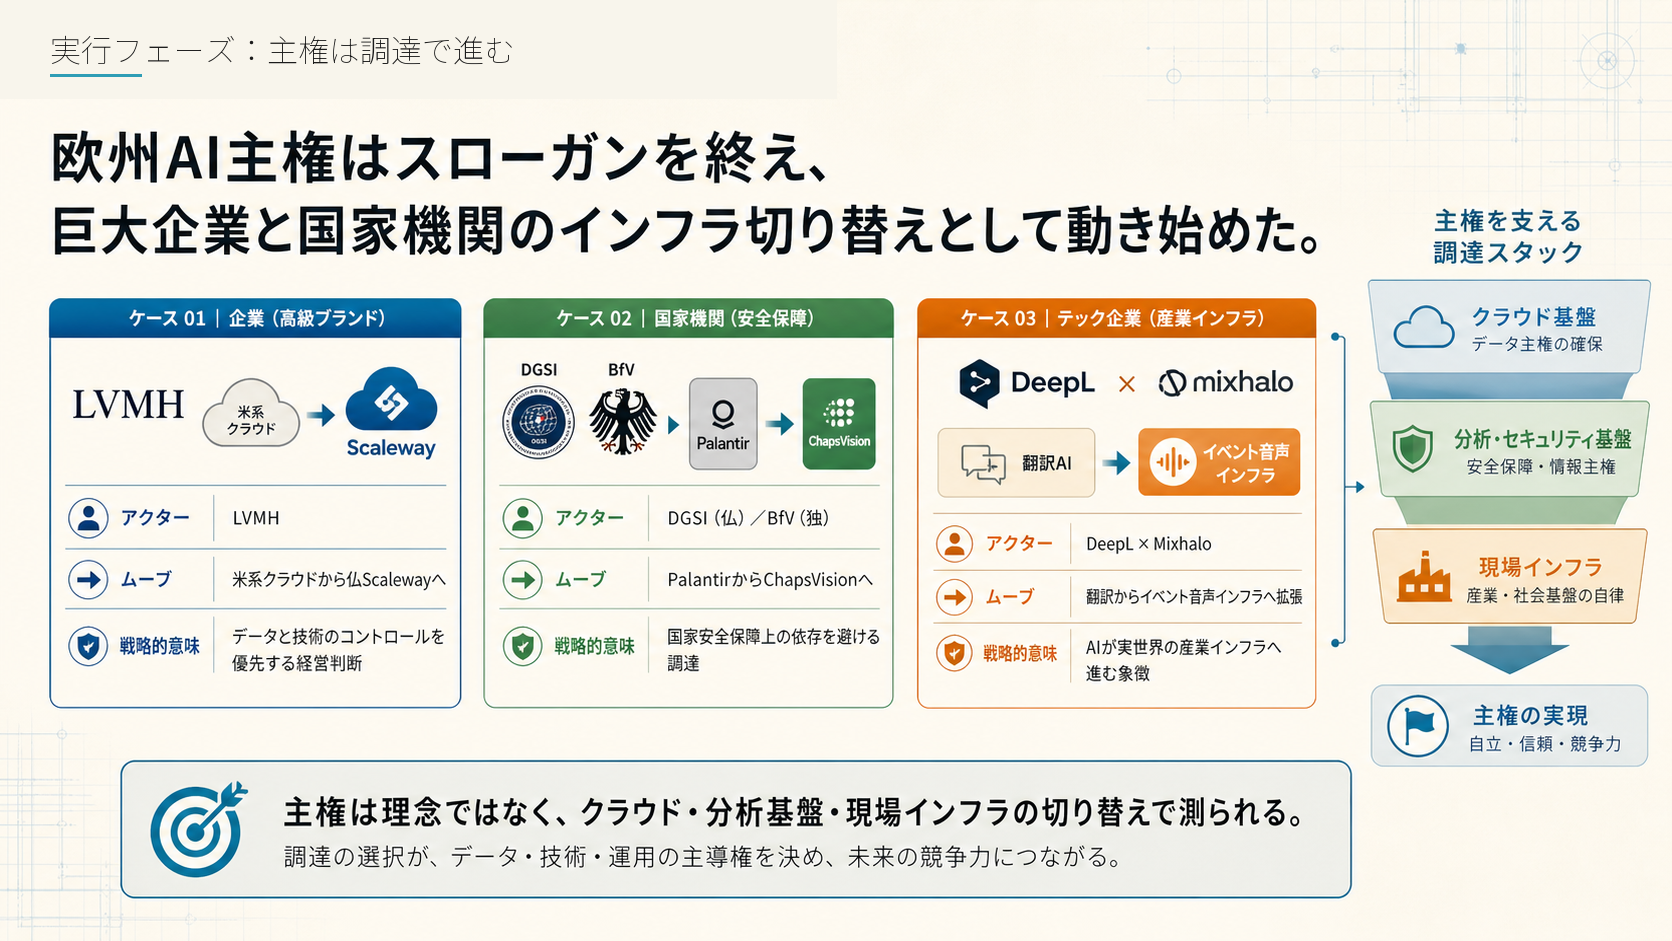 実行フェーズ：主権は調達で進む
欧州AI主権はスローガンを終え、
巨大企業と国家機関のインフラ切り替えとして動き始めた。
ケース 01｜企業（高級ブランド）
LVMH
米系
クラウド
Scaleway
アクター
LVMH
ムーブ
米系クラウドから仏Scalewayへ
戦略的意味
データと技術のコントロールを
優先する経営判断
ケース 02｜国家機関（安全保障）
DGSI
BfV
Palantir
ChapsVision
アクター
DGSI（仏）／BfV（独）
ムーブ
PalantirからChapsVisionへ
戦略的意味
国家安全保障上の依存を避ける
調達
ケース 03｜テック企業（産業インフラ）
DeepL × mixhalo
翻訳AI
イベント音声
インフラ
アクター
DeepL × Mixhalo
ムーブ
翻訳からイベント音声インフラへ拡張
戦略的意味
AIが実世界の産業インフラへ
進む象徴
主権を支える
調達スタック
クラウド基盤
データ主権の確保
分析・セキュリティ基盤
安全保障・情報主権
現場インフラ
産業・社会基盤の自律
主権の実現
自立・信頼・競争力
主権は理念ではなく、クラウド・分析基盤・現場インフラの切り替えで測られる。
調達の選択が、データ・技術・運用の主導権を決め、未来の競争力につながる。